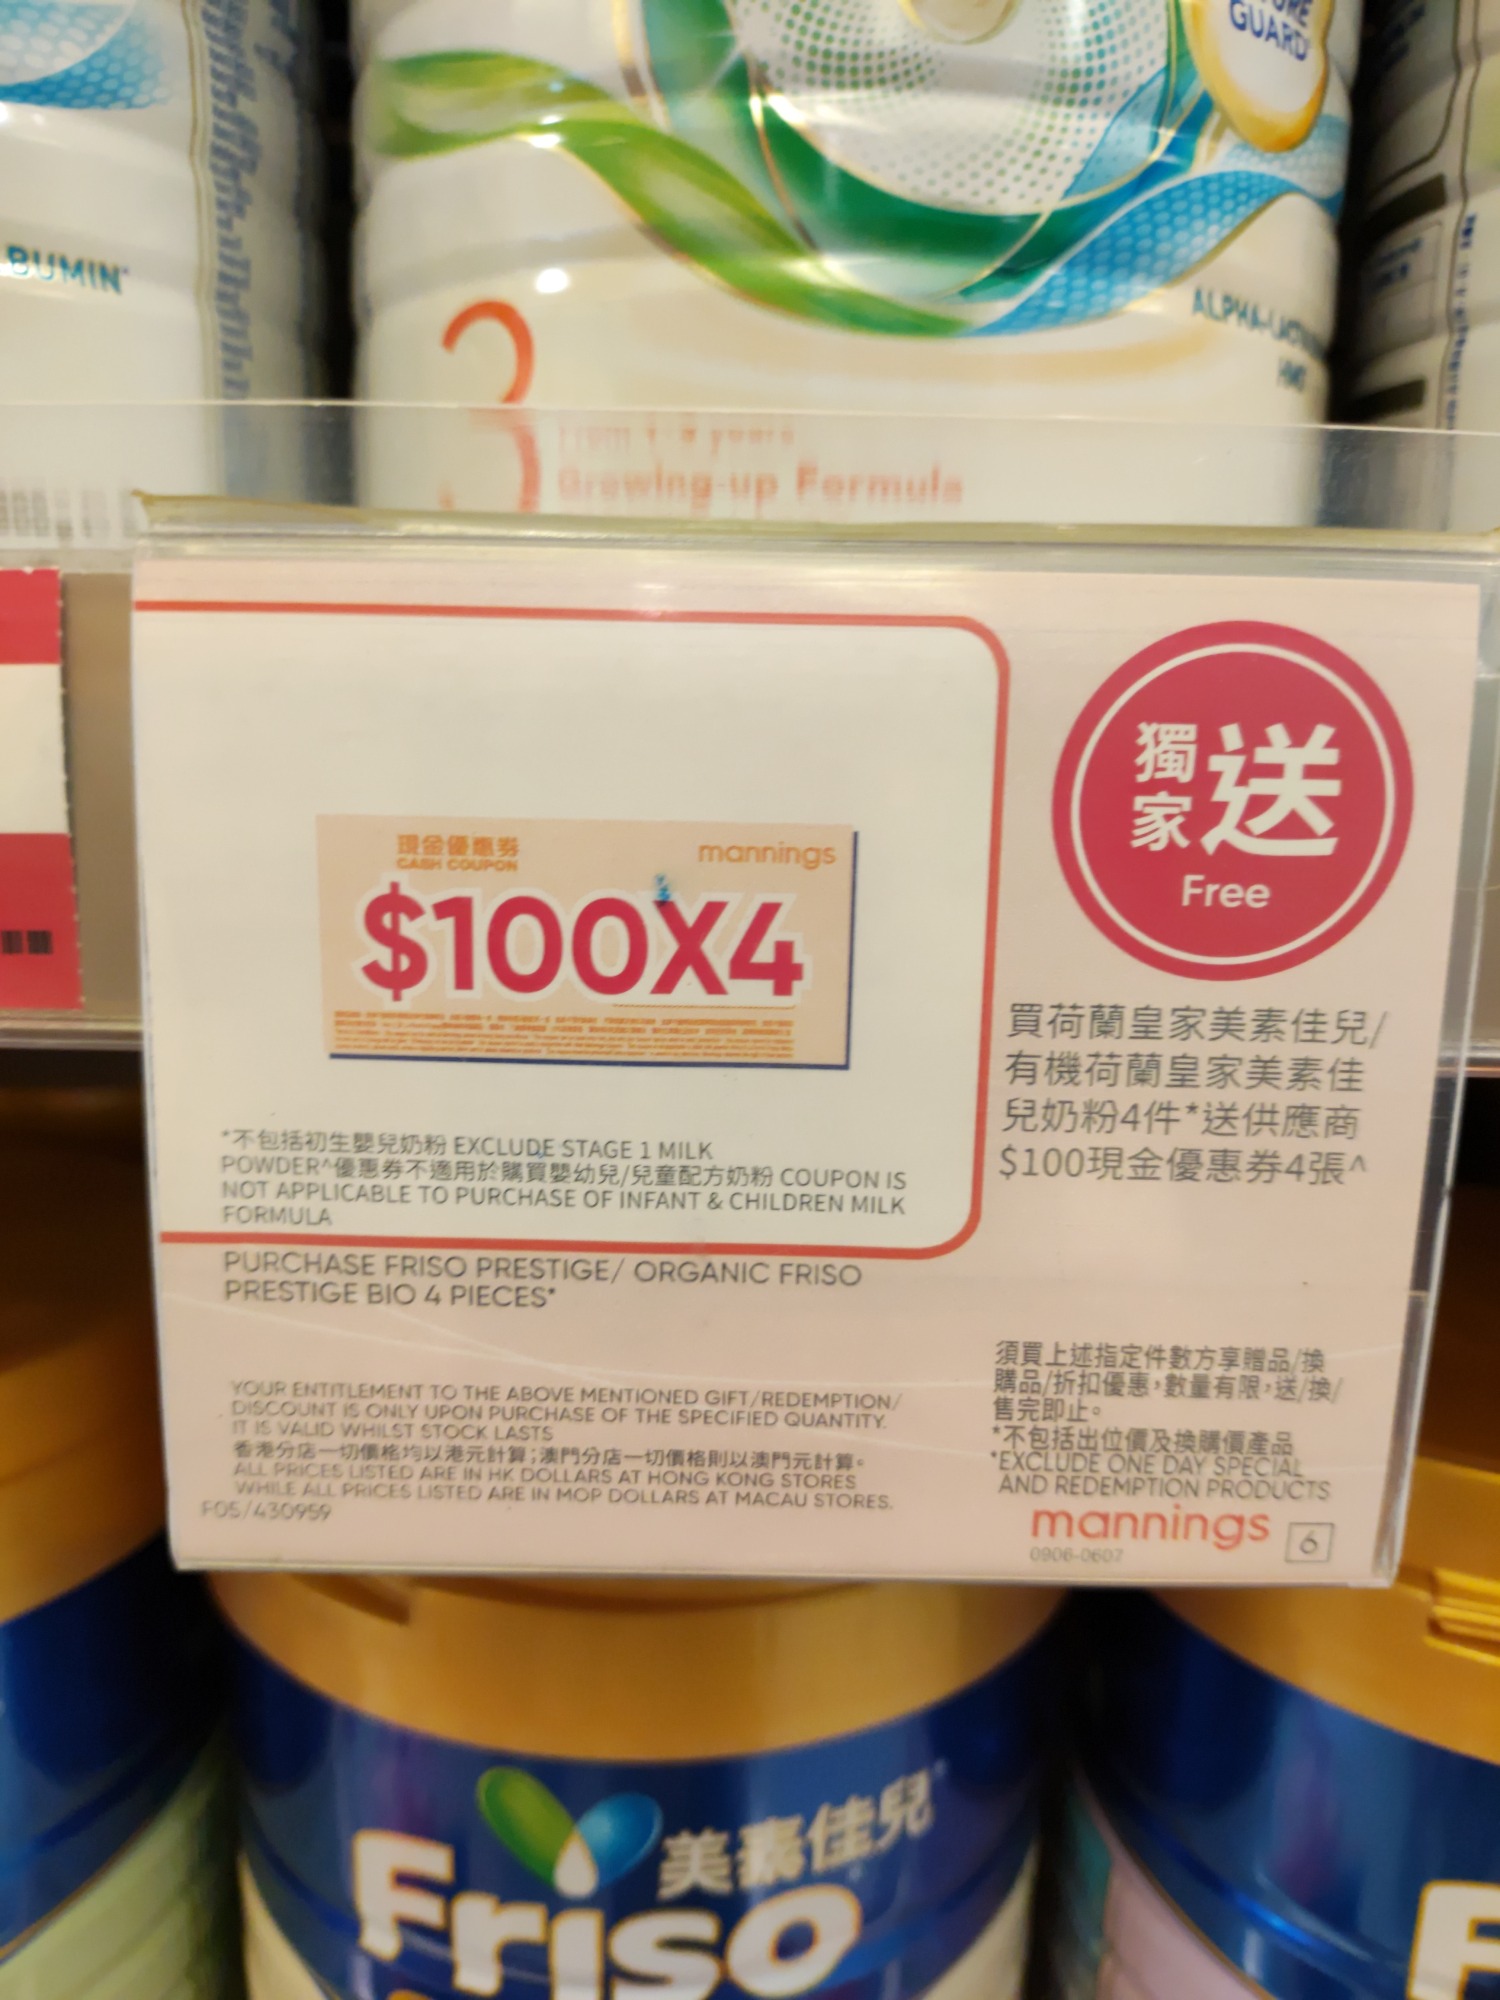 GUARD
BUMIN
3
Growing-up Formula
獨家 送
Free
現金優惠券
CASH COUPON
mannings
$100X4
買荷蘭皇家美素佳兒/
有機荷蘭皇家美素佳
兒奶粉4件*送供應商
$100現金優惠券4張^
*不包括初生嬰兒奶粉 EXCLUDE STAGE 1 MILK
POWDER^優惠券不適用於購買嬰幼兒/兒童配方奶粉 COUPON IS
NOT APPLICABLE TO PURCHASE OF INFANT & CHILDREN MILK
FORMULA
PURCHASE FRISO PRESTIGE/ ORGANIC FRISO
PRESTIGE BIO 4 PIECES*
YOUR ENTITLEMENT TO THE ABOVE MENTIONED GIFT/REDEMPTION/
DISCOUNT IS ONLY UPON PURCHASE OF THE SPECIFIED QUANTITY.
IT IS VALID WHILST STOCK LASTS
香港分店一切價格均以港元計算；澳門分店一切價格則以澳門元計算。
ALL PRICES LISTED ARE IN HK DOLLARS AT HONG KONG STORES
WHILE ALL PRICES LISTED ARE IN MOP DOLLARS AT MACAU STORES.
F05/430959
須買上述指定件數方享贈品/換
購品/折扣優惠，數量有限，送/換/
售完即止。
*不包括出位價及換購價產品
*EXCLUDE ONE DAY SPECIAL
AND REDEMPTION PRODUCTS
mannings 6
0906-0607
美素佳兒
Friso